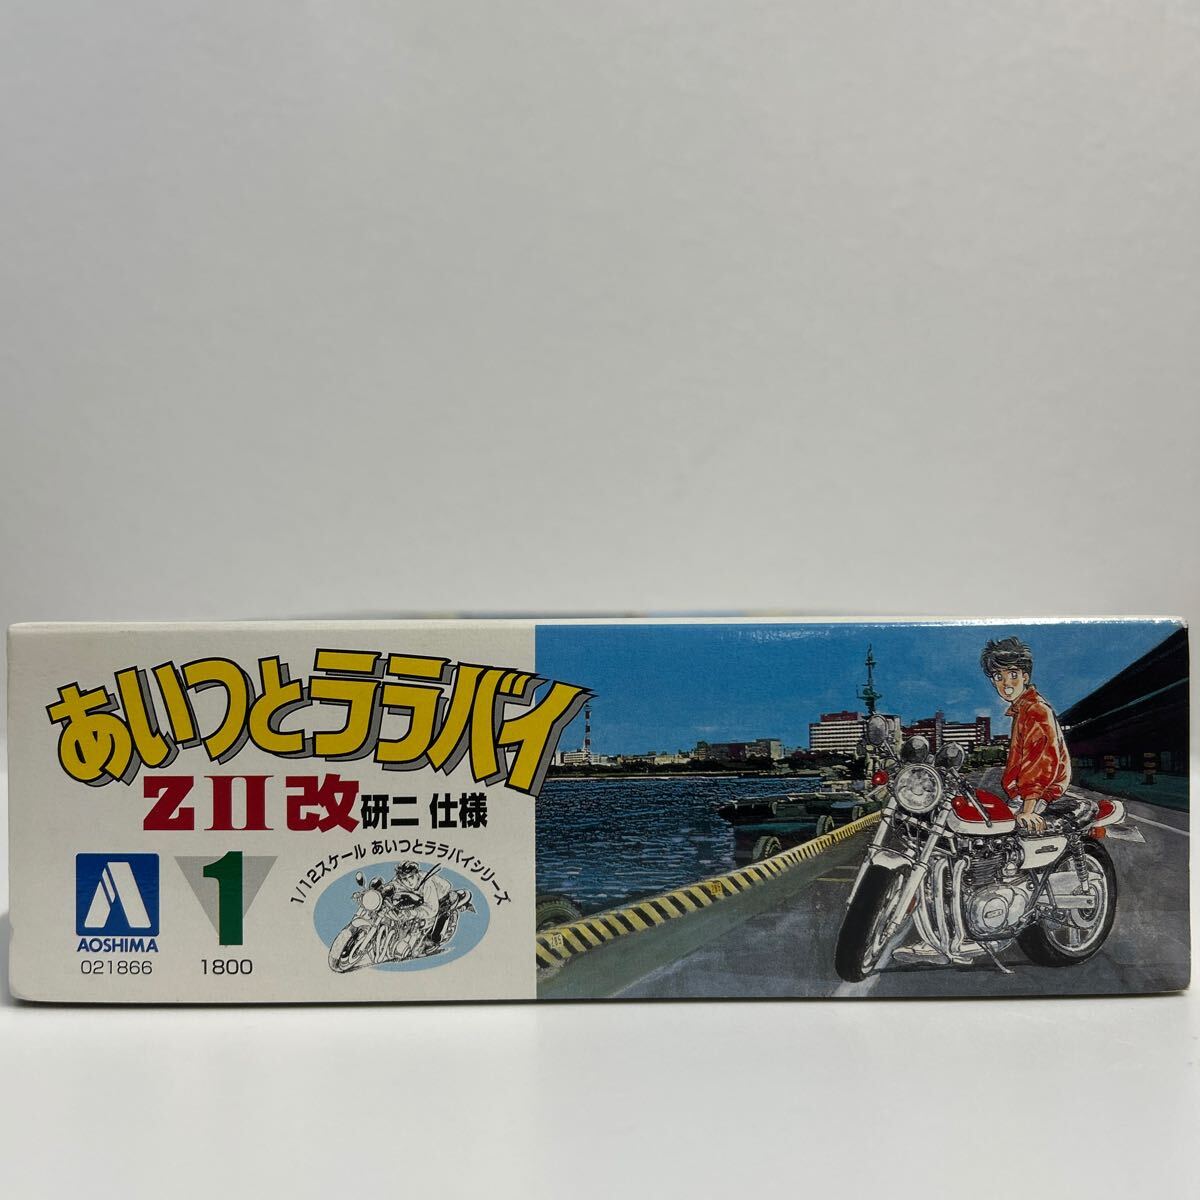 あいつとララバイ
ZII改研二 仕様
1/12スケール あいつとララバイシリーズ
AOSHIMA
021866
1
1800